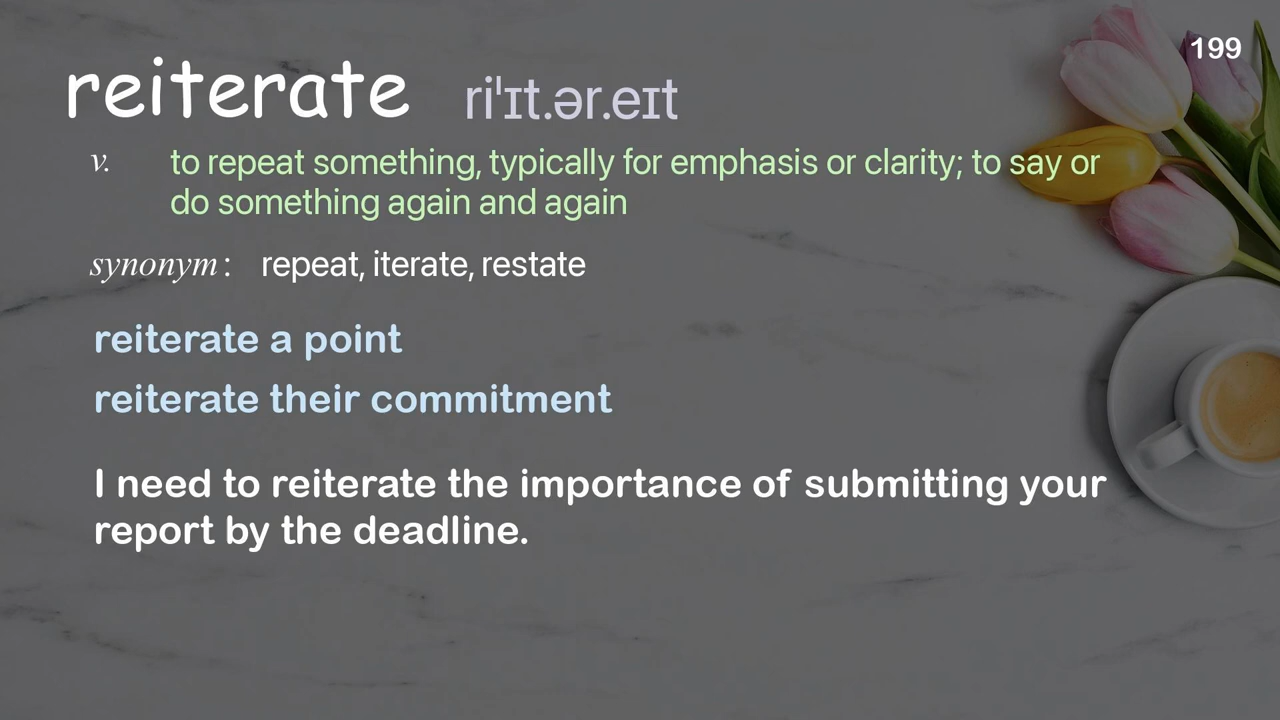 199
reiterate riˈɪt.ər.eɪt
v. to repeat something, typically for emphasis or clarity; to say or
do something again and again
synonym : repeat, iterate, restate
reiterate a point
reiterate their commitment
I need to reiterate the importance of submitting your
report by the deadline.